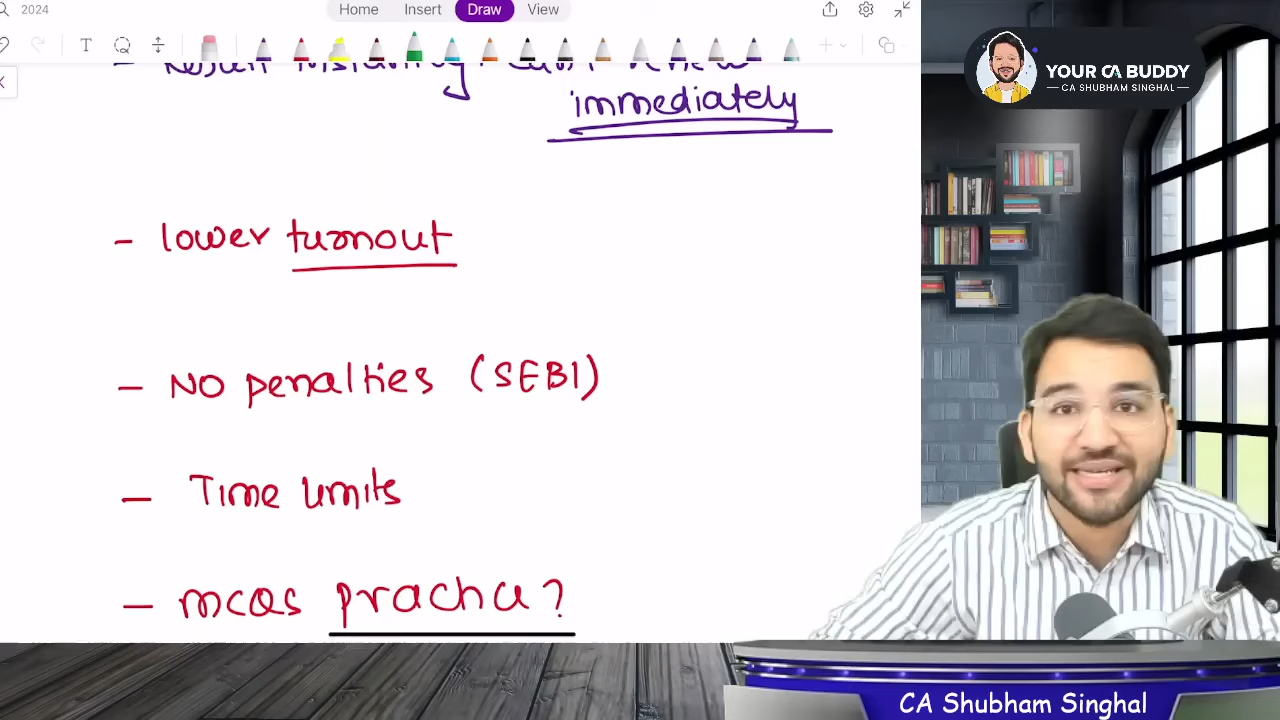 2024
Home Insert Draw View
T
YOUR CA BUDDY
CA SHUBHAM SINGHAL
immediately
- lower turnout
- No penalties (SEBI)
- Time limits
- MCQs practice?
CA Shubham Singhal